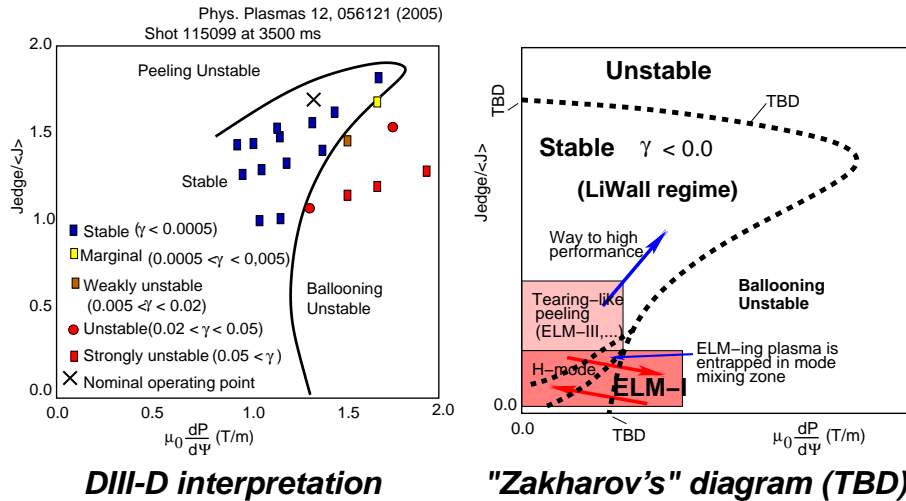 Phys. Plasmas 12, 056121 (2005)
Shot 115099 at 3500 ms
2.0
1.5
1.0
0.5
0.0
Jedge/<J>
Peeling Unstable
Stable
Stable (γ < 0.0005)
Marginal (0.0005 <γ < 0,005)
Weakly unstable
(0.005 <γ < 0.02)
Unstable (0.02 < γ < 0.05)
Strongly unstable (0.05 < γ)
Nominal operating point
Ballooning
Unstable
0.0
0.5
1.0
1.5
2.0
μ₀ dP/dΨ (T/m)
DIII-D interpretation
TBD
Jedge/<J>
0.0
Unstable
TBD
Stable γ < 0.0
(LiWall regime)
Way to high
performance
Tearing-like
peeling
(ELM-III,...)
Ballooning
Unstable
H-mode
ELM-I
ELM-ing plasma is
entrapped in mode
mixing zone
0.0
TBD
μ₀ dP/dΨ (T/m)
"Zakharov's" diagram (TBD)